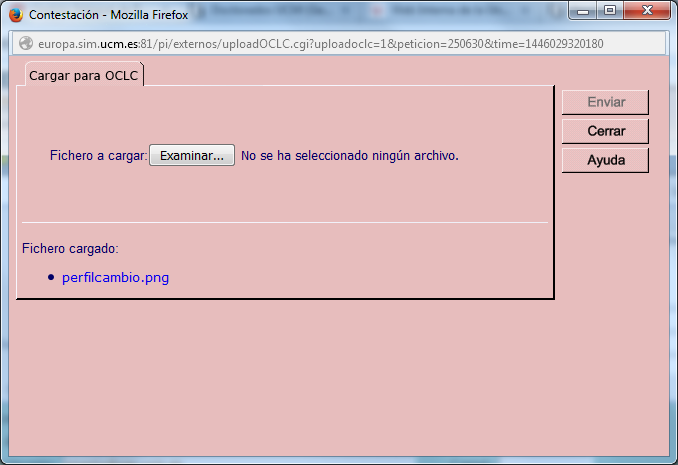 Contestación - Mozilla Firefox
europa.sim.ucm.es:81/pi/externos/uploadOCLC.cgi?uploadoclc=1&peticion=250630&time=1446029320180
Cargar para OCLC
Enviar
Cerrar
Ayuda
Fichero a cargar: Examinar... No se ha seleccionado ningún archivo.
Fichero cargado:
• perfilcambio.png